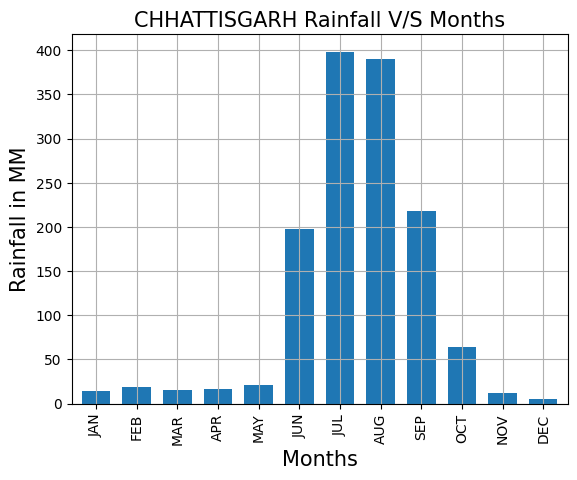 CHHATTISGARH Rainfall V/S Months
Rainfall in MM
400
350
300
250
200
150
100
50
0
JAN
FEB
MAR
APR
MAY
JUN
JUL
AUG
SEP
OCT
NOV
DEC
Months